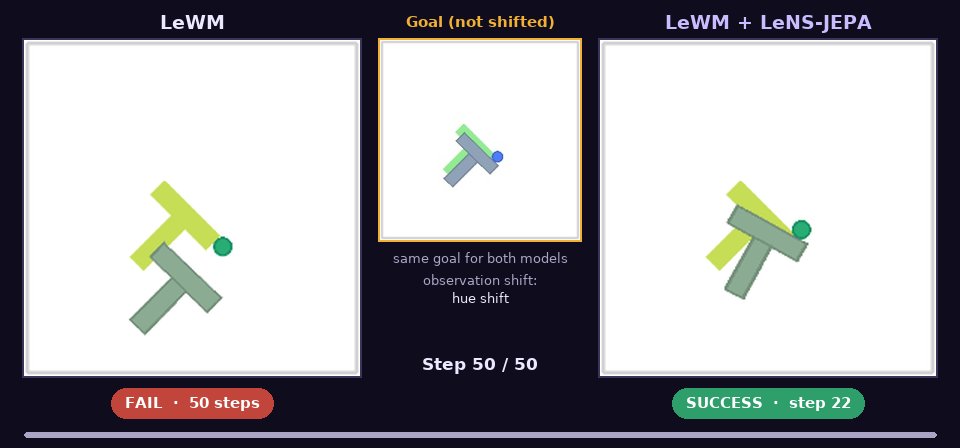 LeWM
Goal (not shifted)
LeWM + LeNS-JEPA
same goal for both models
observation shift:
hue shift
Step 50 / 50
FAIL · 50 steps
SUCCESS · step 22